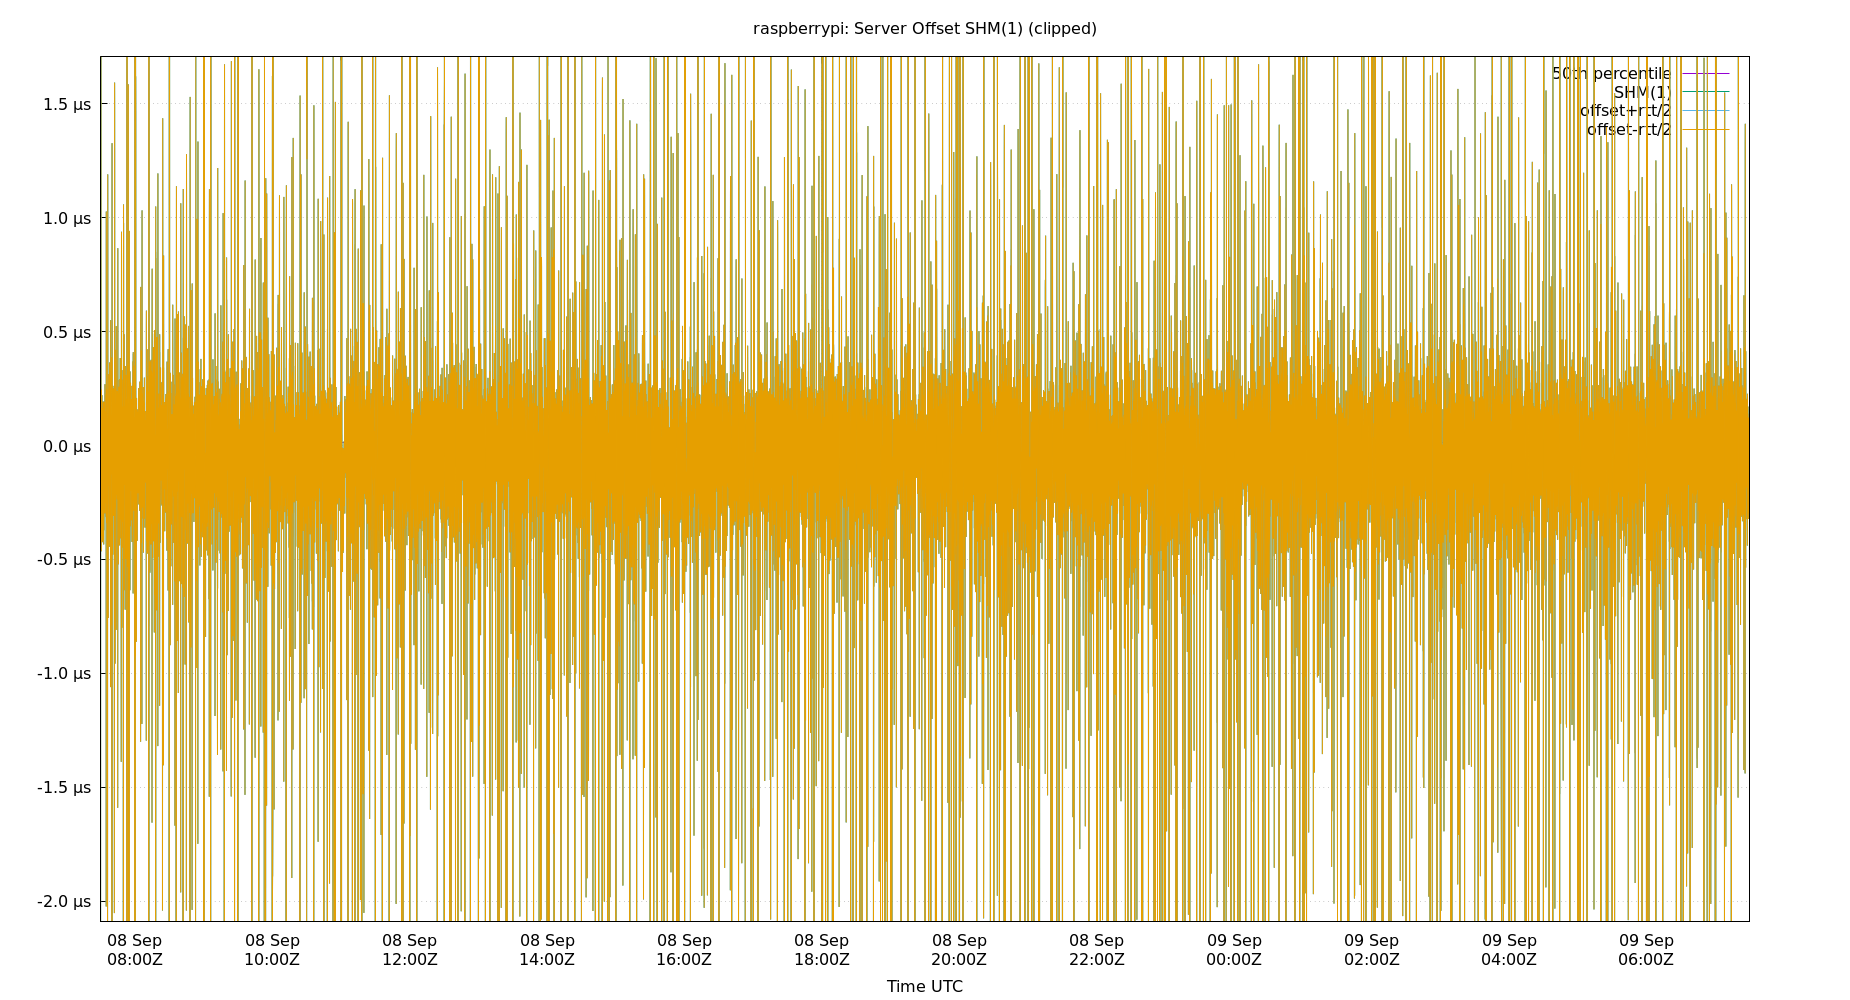 raspberrypi: Server Offset SHM(1) (clipped)
50th percentile
SHM(1)
offset+rtt/2
offset-rtt/2
1.5 µs
1.0 µs
0.5 µs
0.0 µs
-0.5 µs
-1.0 µs
-1.5 µs
-2.0 µs
08 Sep 08 Sep 08 Sep 08 Sep 08 Sep 08 Sep 08 Sep 08 Sep 09 Sep 09 Sep 09 Sep 09 Sep
08:00Z 10:00Z 12:00Z 14:00Z 16:00Z 18:00Z 20:00Z 22:00Z 00:00Z 02:00Z 04:00Z 06:00Z
Time UTC